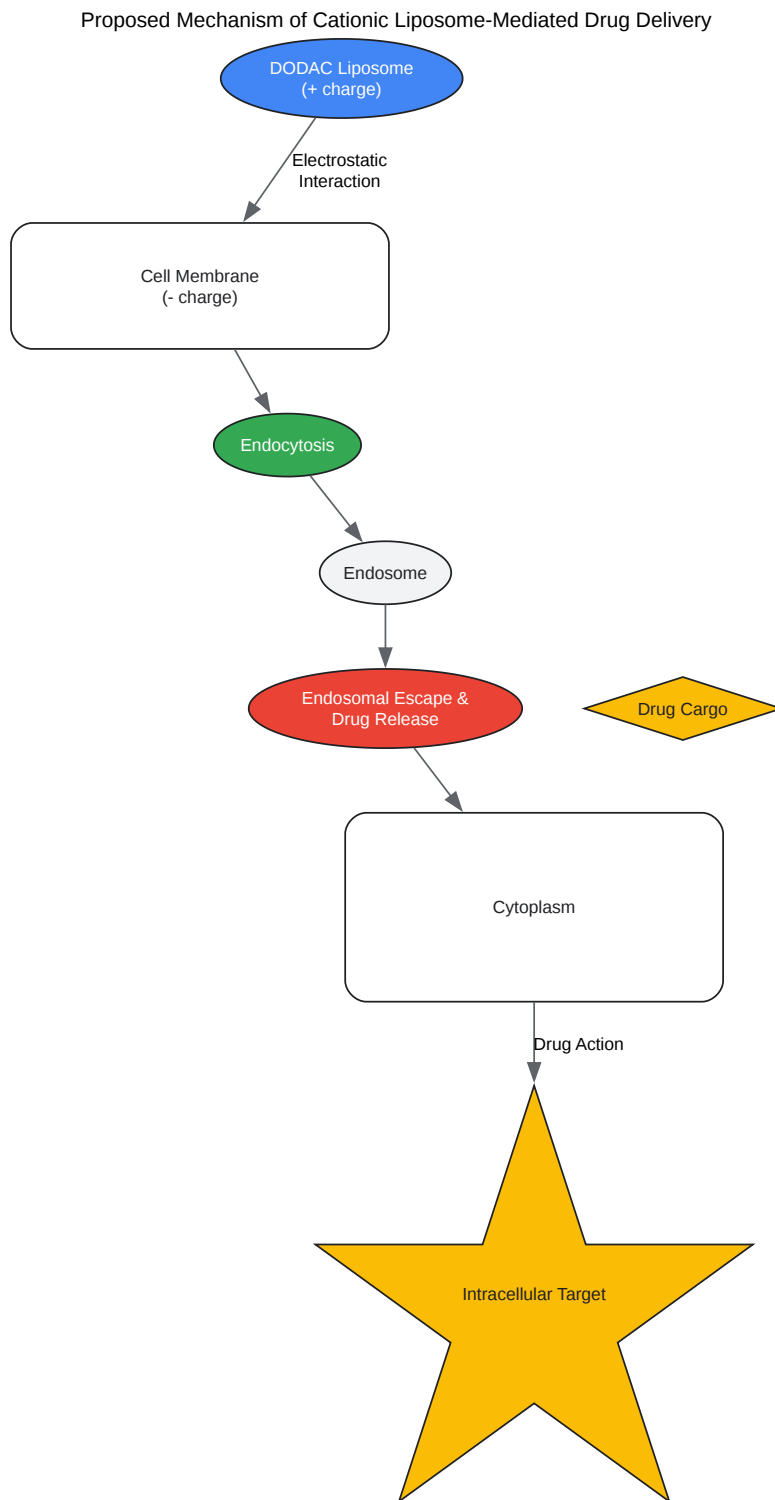 Proposed Mechanism of Cationic Liposome-Mediated Drug Delivery
DODAC Liposome
(+ charge)
Electrostatic
Interaction
Cell Membrane
(- charge)
Endocytosis
Endosome
Endosomal Escape &
Drug Release
Drug Cargo
Cytoplasm
Drug Action
Intracellular Target